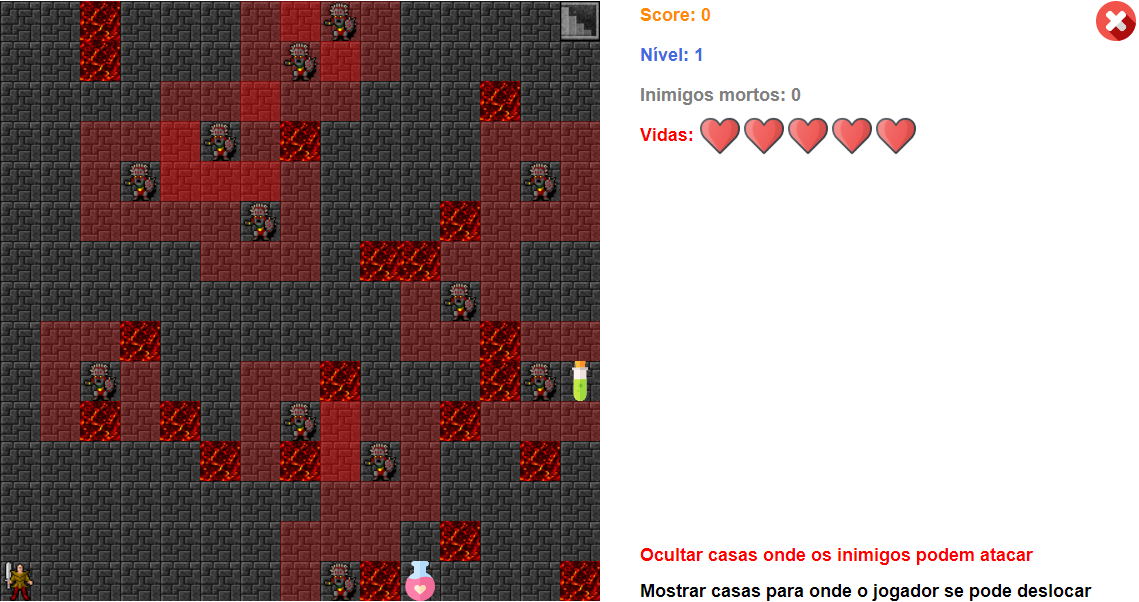 Score: 0
Nível: 1
Inimigos mortos: 0
Vidas:
Ocultar casas onde os inimigos podem atacar
Mostrar casas para onde o jogador se pode deslocar